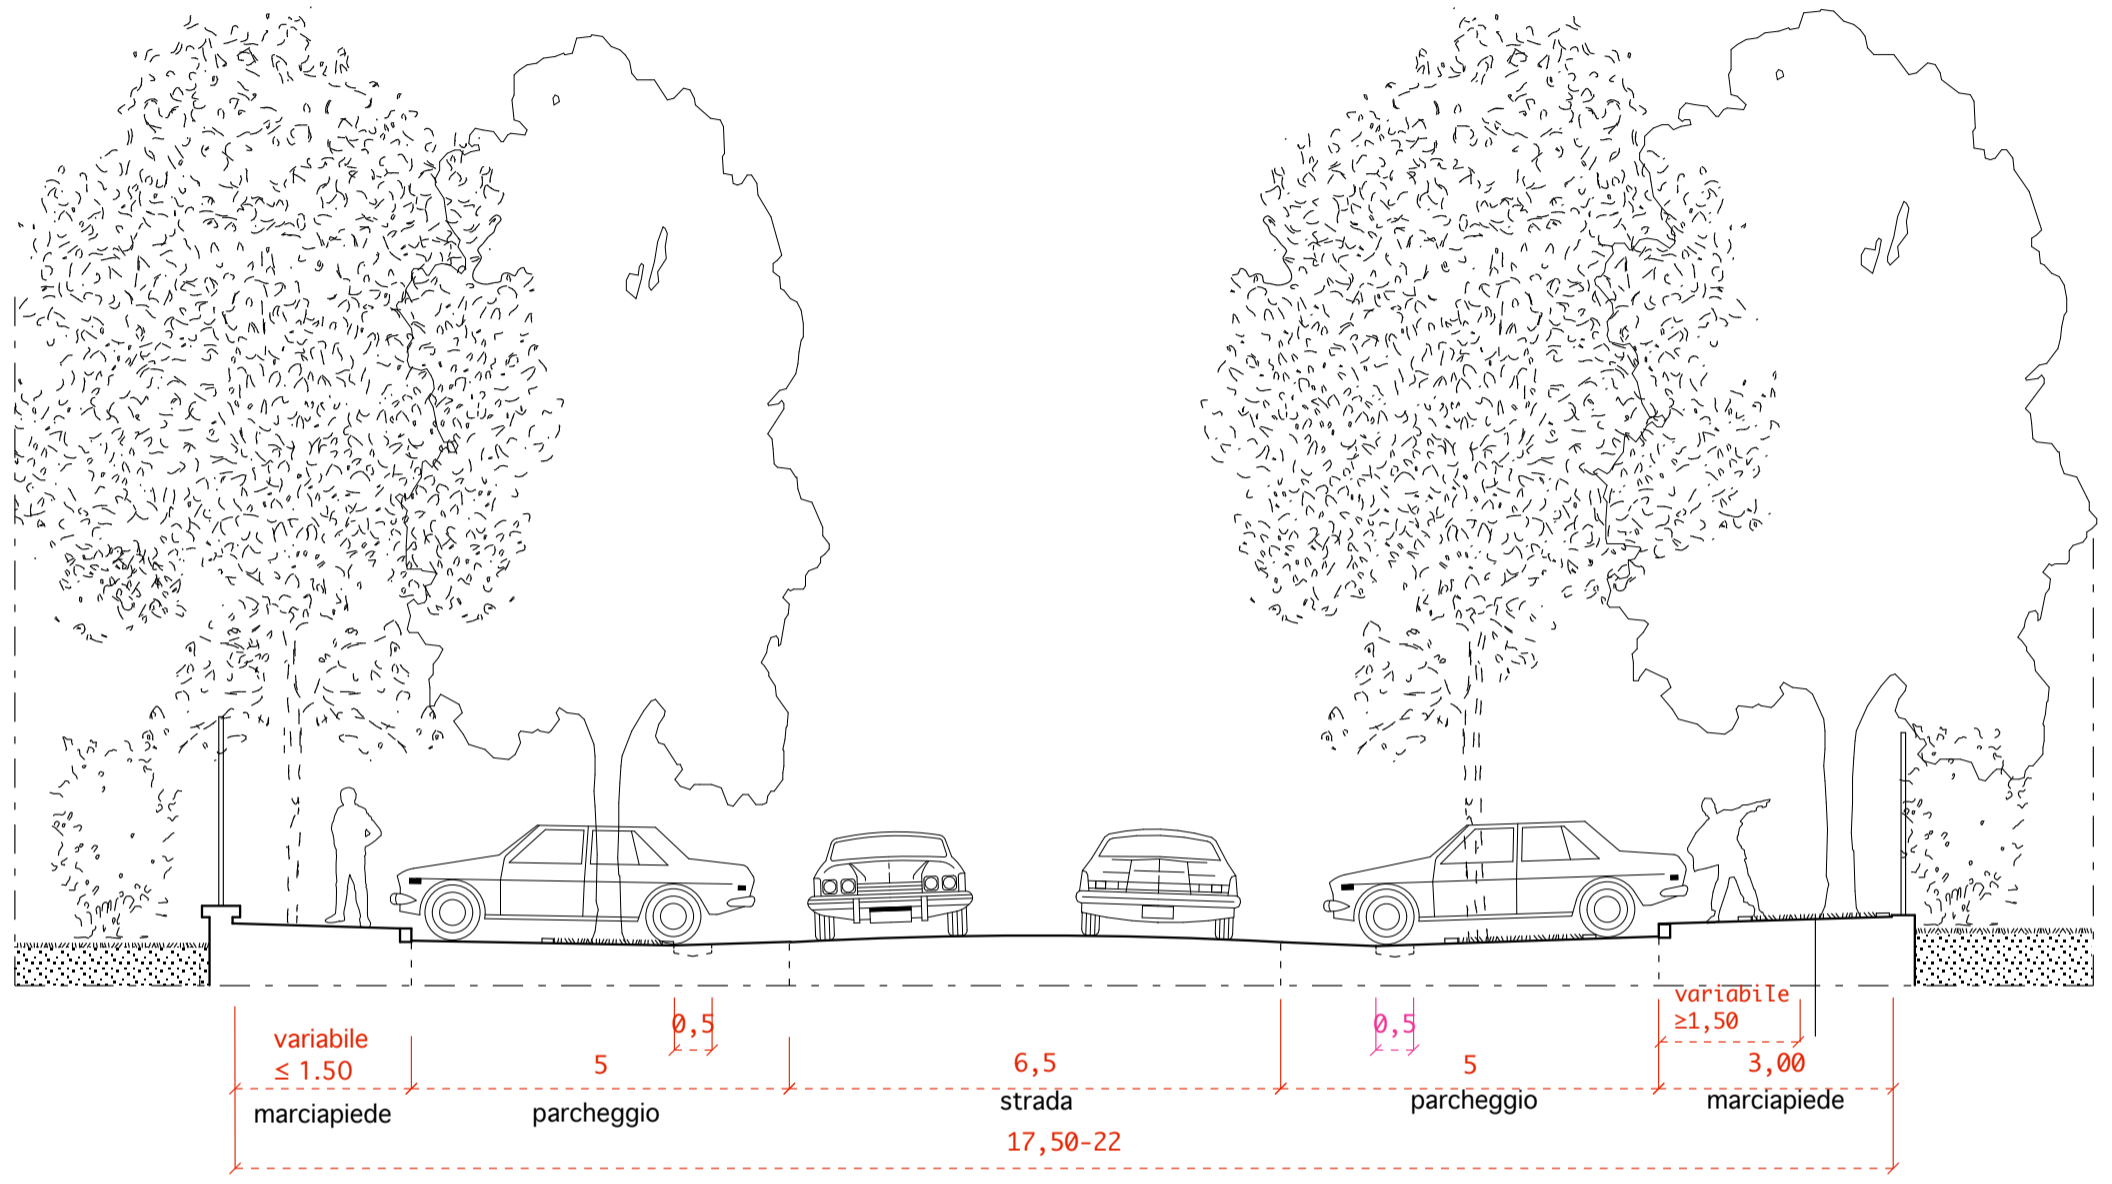 variabile
≤ 1.50
marciapiede
0,5
5
parcheggio
6,5
strada
17,50-22
0,5
5
parcheggio
variabile
≥1,50
3,00
marciapiede